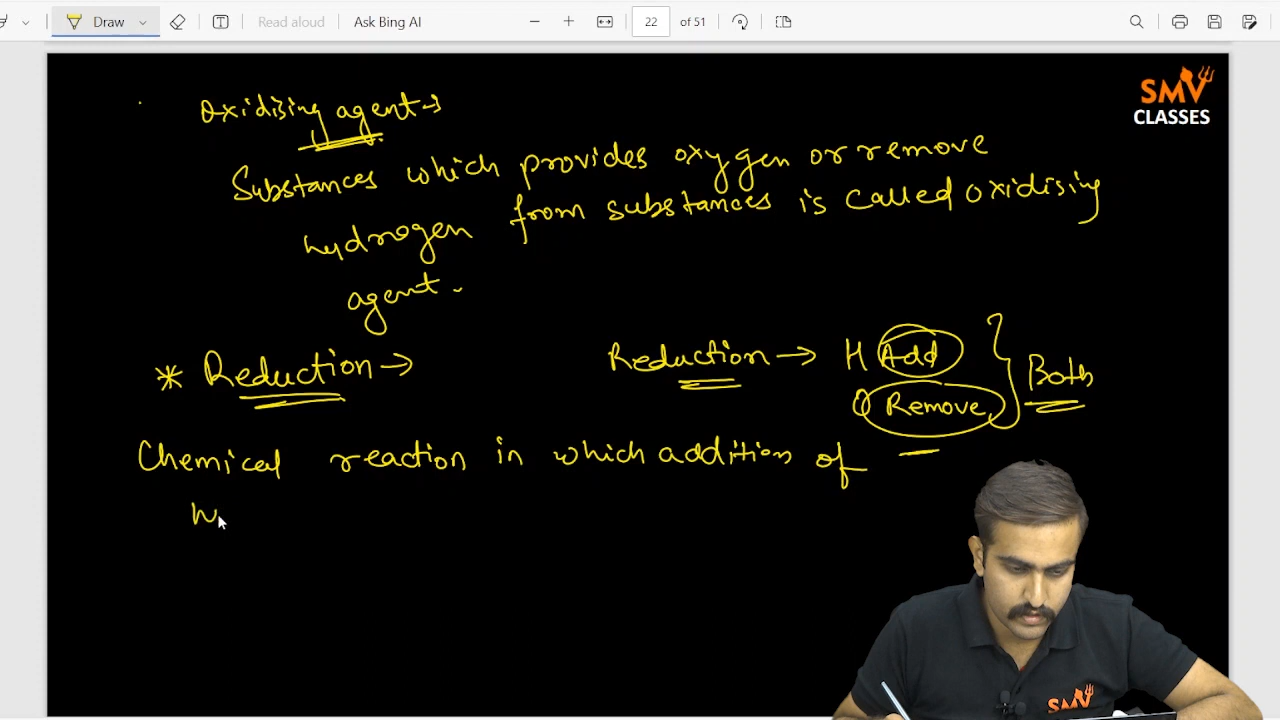 Draw
Read aloud
Ask Bing AI
22 of 51
SMV
CLASSES
Oxidising agent→
Substances which provides oxygen or remove
hydrogen from substances is called oxidising
agent.
* Reduction→
Reduction → H Add
O Remove
Both
Chemical reaction in which addition of
SMV